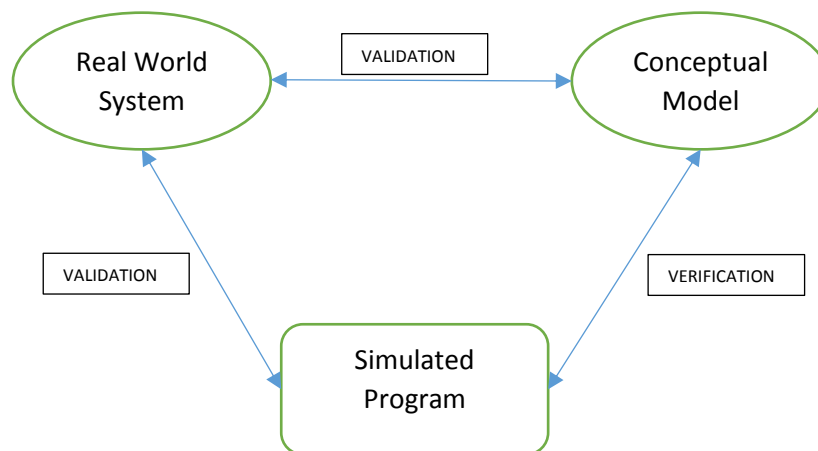 Real World
System
VALIDATION
Conceptual
Model
VALIDATION
VERIFICATION
Simulated
Program